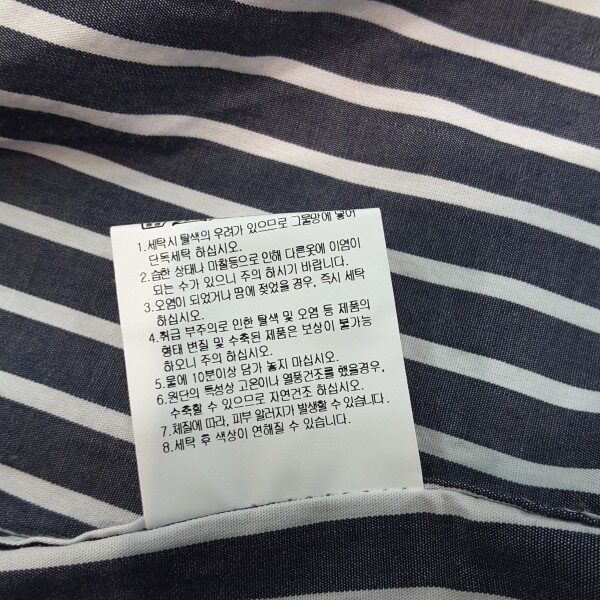 1.세탁시 탈색의 우려가 있으므로 그물망에 넣어
단독세탁 하십시오.
2.습한 상태나 마찰등으로 인해 다른옷에 이염이
되는 수가 있으니 주의 하시기 바랍니다.
3.오염이 되었거나 땀에 젖었을 경우, 즉시 세탁
하십시오.
4.취급 부주의로 인한 탈색 및 오염 등 제품의
형태 변질 및 수축된 제품은 보상이 불가능
하오니 주의 하십시오.
5.물에 10분이상 담가 놓지 마십시오.
6.원단의 특성상 고온이나 열풍건조를 했을경우,
수축할 수 있으므로 자연건조 하십시오.
7.체질에 따라, 피부 알러지가 발생할 수 있습니다.
8.세탁 후 색상이 연해질 수 있습니다.